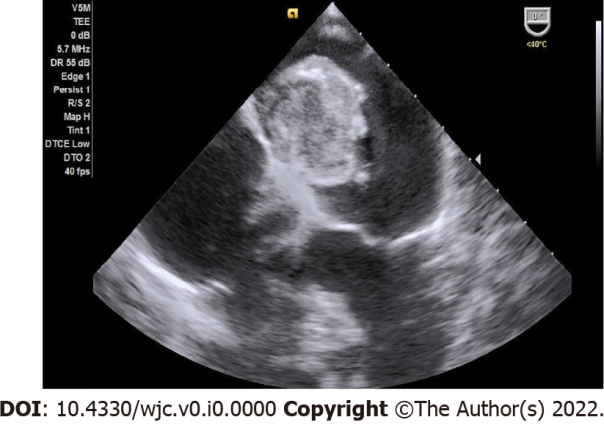 V5M
TEE
0 dB
5.7 MHz
DR 55 dB
Edge 1
Persist 1
R/S 2
Map H
Tint 1
DTCE Low
DTO 2
40 fps
0°
<40°C
DOI: 10.4330/wjc.v0.i0.0000 Copyright ©The Author(s) 2022.